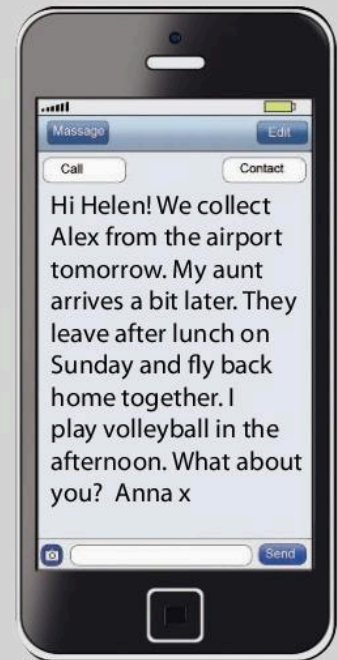 Massage
Edit
Call
Contact
Hi Helen! We collect
Alex from the airport
tomorrow. My aunt
arrives a bit later. They
leave after lunch on
Sunday and fly back
home together. I
play volleyball in the
afternoon. What about
you?  Anna x
Send